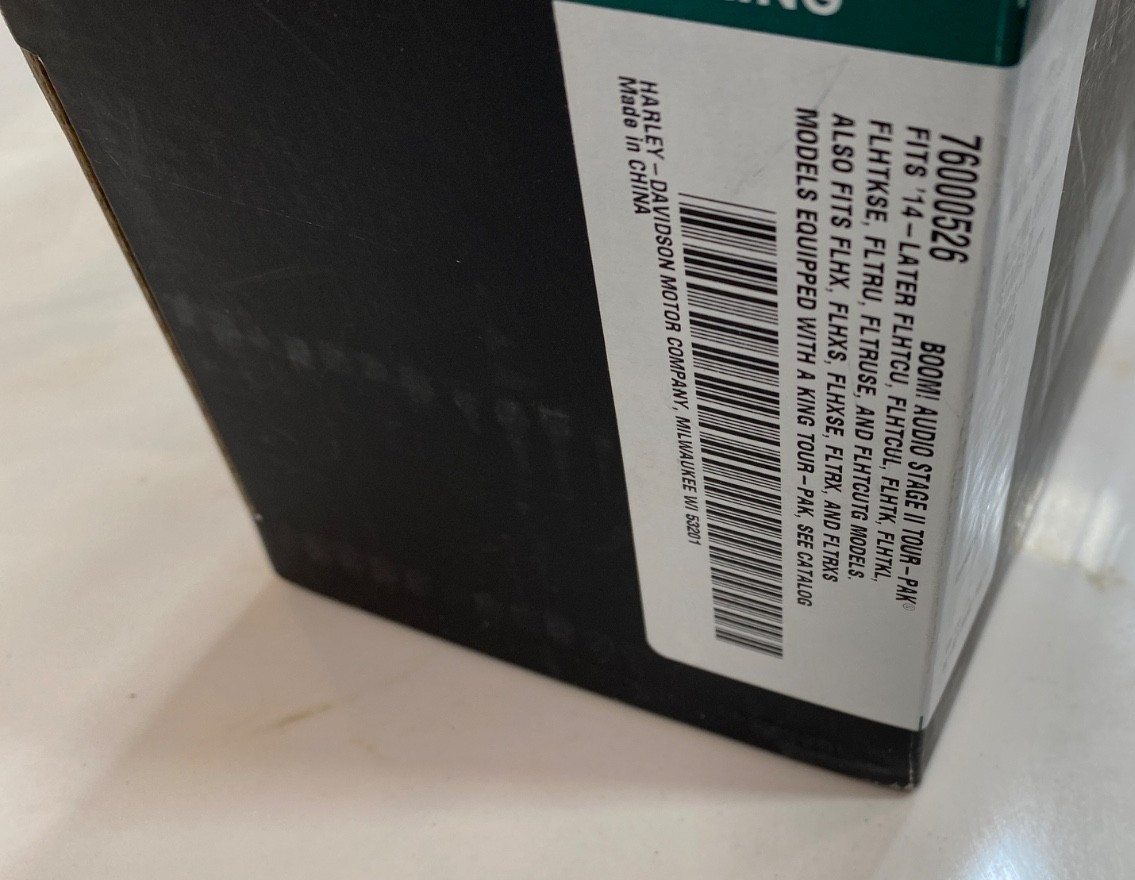 76000526 BOOM! AUDIO STAGE II TOUR-PAK®
FITS '14-LATER FLHTCU, FLHTCUL, FLHTK, FLHTKL,
FLHTKSE, FLTRU, FLTRUSE, AND FLHTCUTG MODELS.
ALSO FITS FLHX, FLHXS, FLHXSE, FLTRX, AND FLTRXS
MODELS EQUIPPED WITH A KING TOUR-PAK, SEE CATALOG
HARLEY-DAVIDSON MOTOR COMPANY, MILWAUKEE WI 53201
Made in CHINA